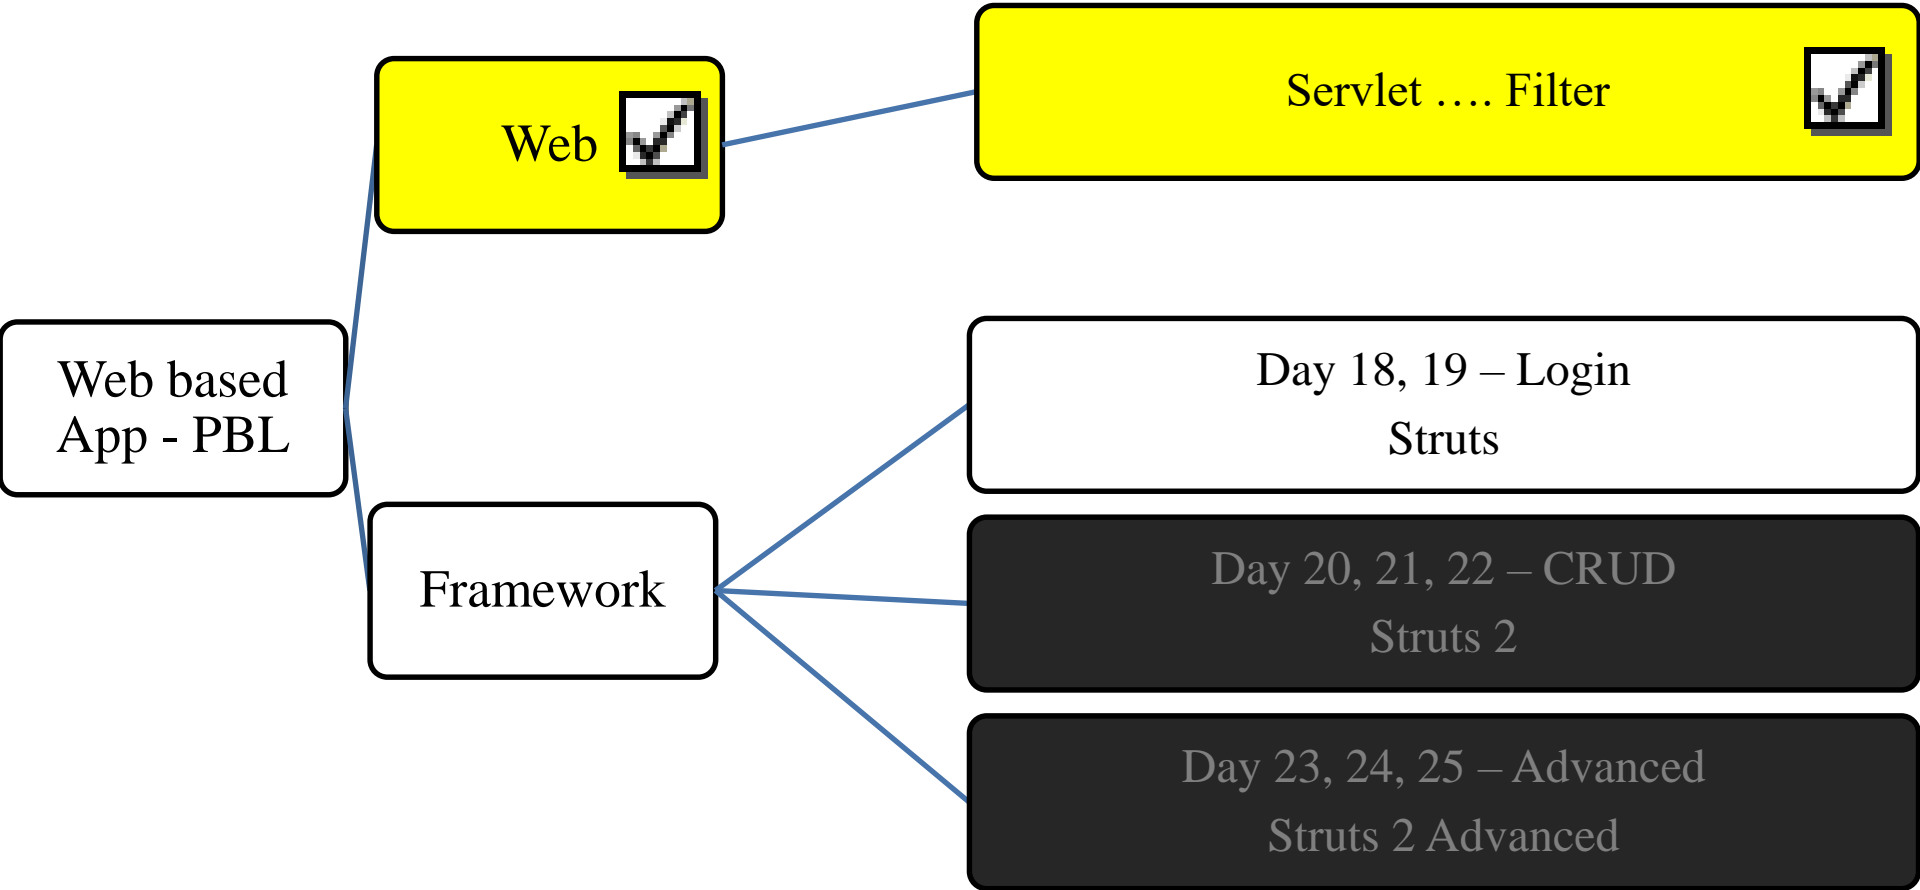 Web
Servlet …. Filter
Web based
App - PBL
Day 18, 19 – Login
Struts
Framework
Day 20, 21, 22 – CRUD
Struts 2
Day 23, 24, 25 – Advanced
Struts 2 Advanced